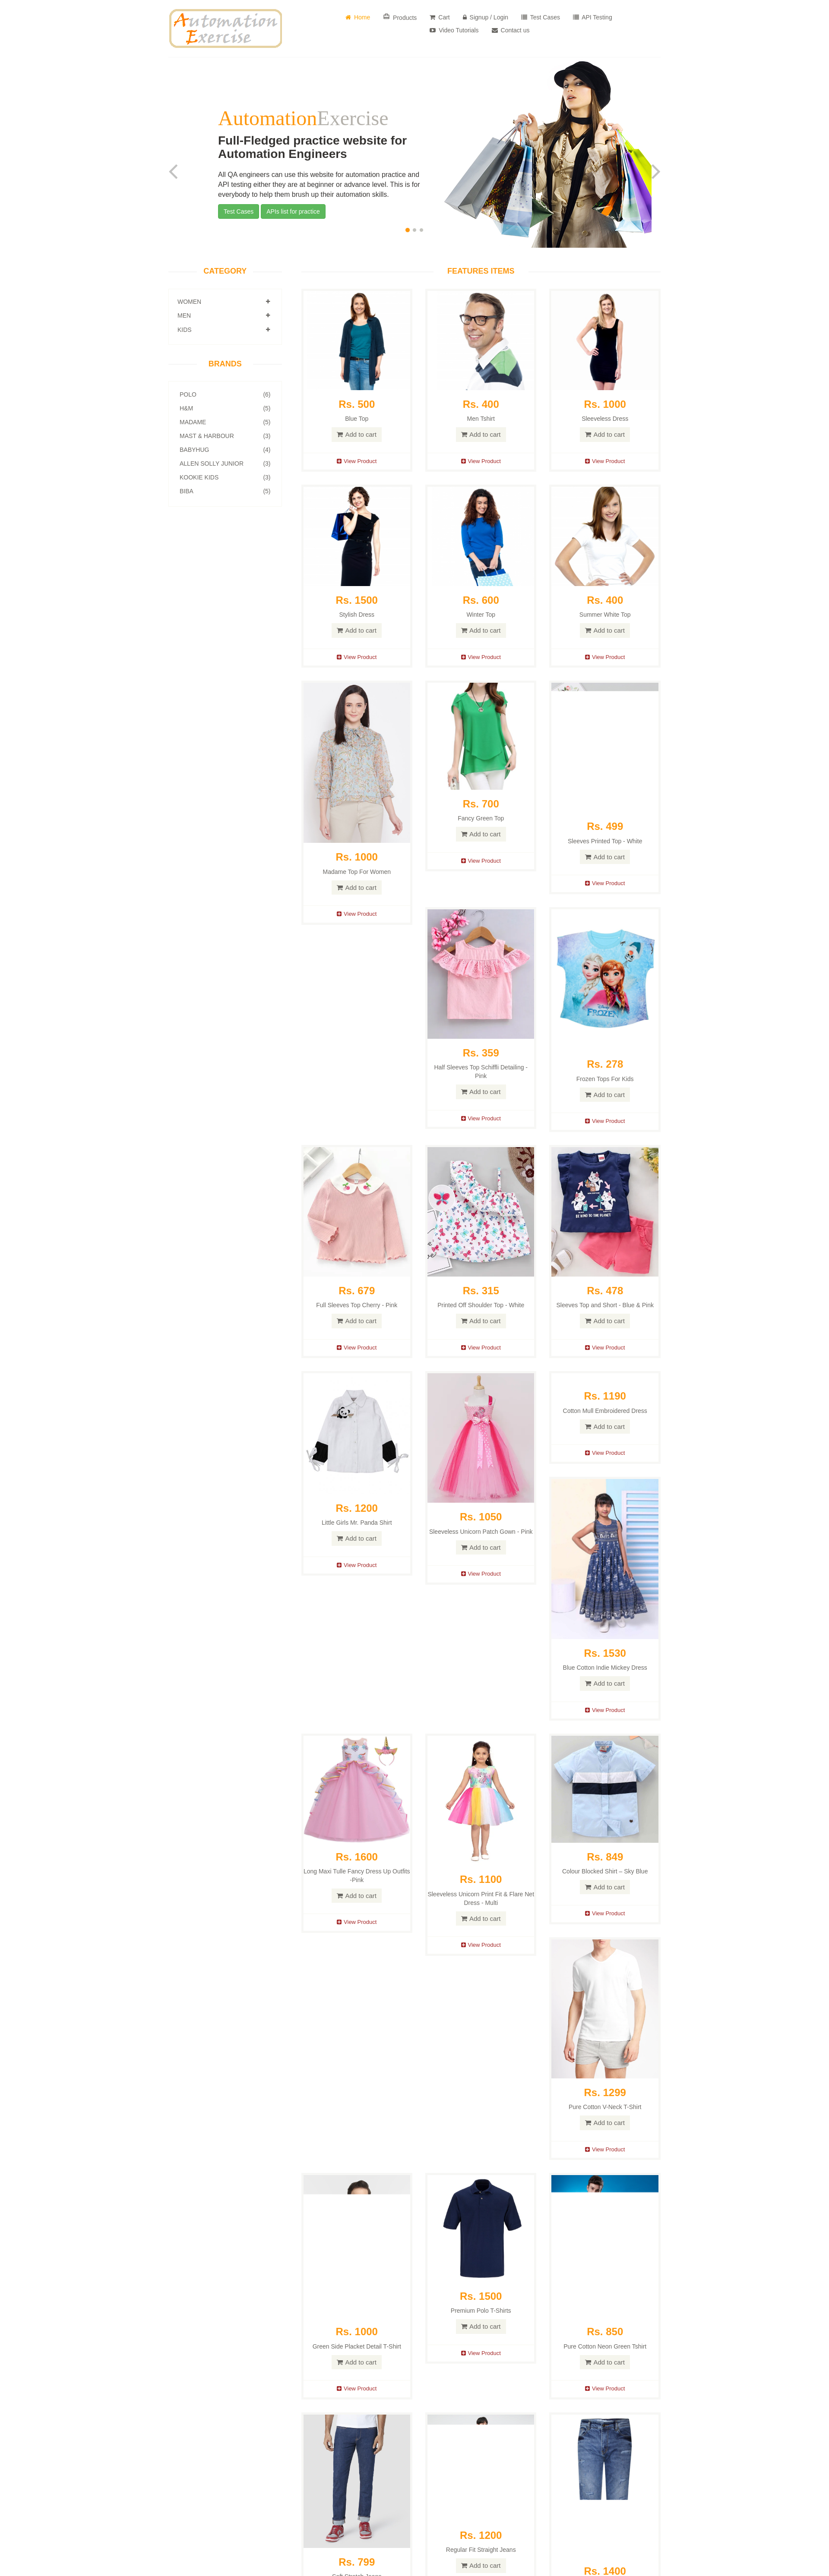 Automation
Exercise
Home
Products
Cart
Signup / Login
Test Cases
API Testing
Video Tutorials
Contact us
AutomationExercise
Full-Fledged practice website for
Automation Engineers
All QA engineers can use this website for automation practice and
API testing either they are at beginner or advance level. This is for
everybody to help them brush up their automation skills.
Test Cases
APIs list for practice
CATEGORY
WOMEN
MEN
KIDS
BRANDS
POLO (6)
H&M (5)
MADAME (5)
MAST & HARBOUR (3)
BABYHUG (4)
ALLEN SOLLY JUNIOR (3)
KOOKIE KIDS (3)
BIBA (5)
FEATURES ITEMS
Rs. 500
Blue Top
Add to cart
View Product
Rs. 400
Men Tshirt
Add to cart
View Product
Rs. 1000
Sleeveless Dress
Add to cart
View Product
Rs. 1500
Stylish Dress
Add to cart
View Product
Rs. 600
Winter Top
Add to cart
View Product
Rs. 400
Summer White Top
Add to cart
View Product
Rs. 1000
Madame Top For Women
Add to cart
View Product
Rs. 700
Fancy Green Top
Add to cart
View Product
Rs. 499
Sleeves Printed Top - White
Add to cart
View Product
Rs. 359
Half Sleeves Top Schiffli Detailing -
Pink
Add to cart
View Product
FROZEN
Rs. 278
Frozen Tops For Kids
Add to cart
View Product
Rs. 679
Full Sleeves Top Cherry - Pink
Add to cart
View Product
Rs. 315
Printed Off Shoulder Top - White
Add to cart
View Product
BE KIND TO THE PLANET
Rs. 478
Sleeves Top and Short - Blue & Pink
Add to cart
View Product
Rs. 1200
Little Girls Mr. Panda Shirt
Add to cart
View Product
Rs. 1050
Sleeveless Unicorn Patch Gown - Pink
Add to cart
View Product
Rs. 1190
Cotton Mull Embroidered Dress
Add to cart
View Product
Rs. 1530
Blue Cotton Indie Mickey Dress
Add to cart
View Product
Rs. 1600
Long Maxi Tulle Fancy Dress Up Outfits
-Pink
Add to cart
View Product
Rs. 1100
Sleeveless Unicorn Print Fit & Flare Net
Dress - Multi
Add to cart
View Product
Rs. 849
Colour Blocked Shirt – Sky Blue
Add to cart
View Product
Rs. 1299
Pure Cotton V-Neck T-Shirt
Add to cart
View Product
Rs. 1000
Green Side Placket Detail T-Shirt
Add to cart
View Product
Rs. 1500
Premium Polo T-Shirts
Add to cart
View Product
Rs. 850
Pure Cotton Neon Green Tshirt
Add to cart
View Product
Rs. 799
Rs. 1200
Regular Fit Straight Jeans
Add to cart
Rs. 1400